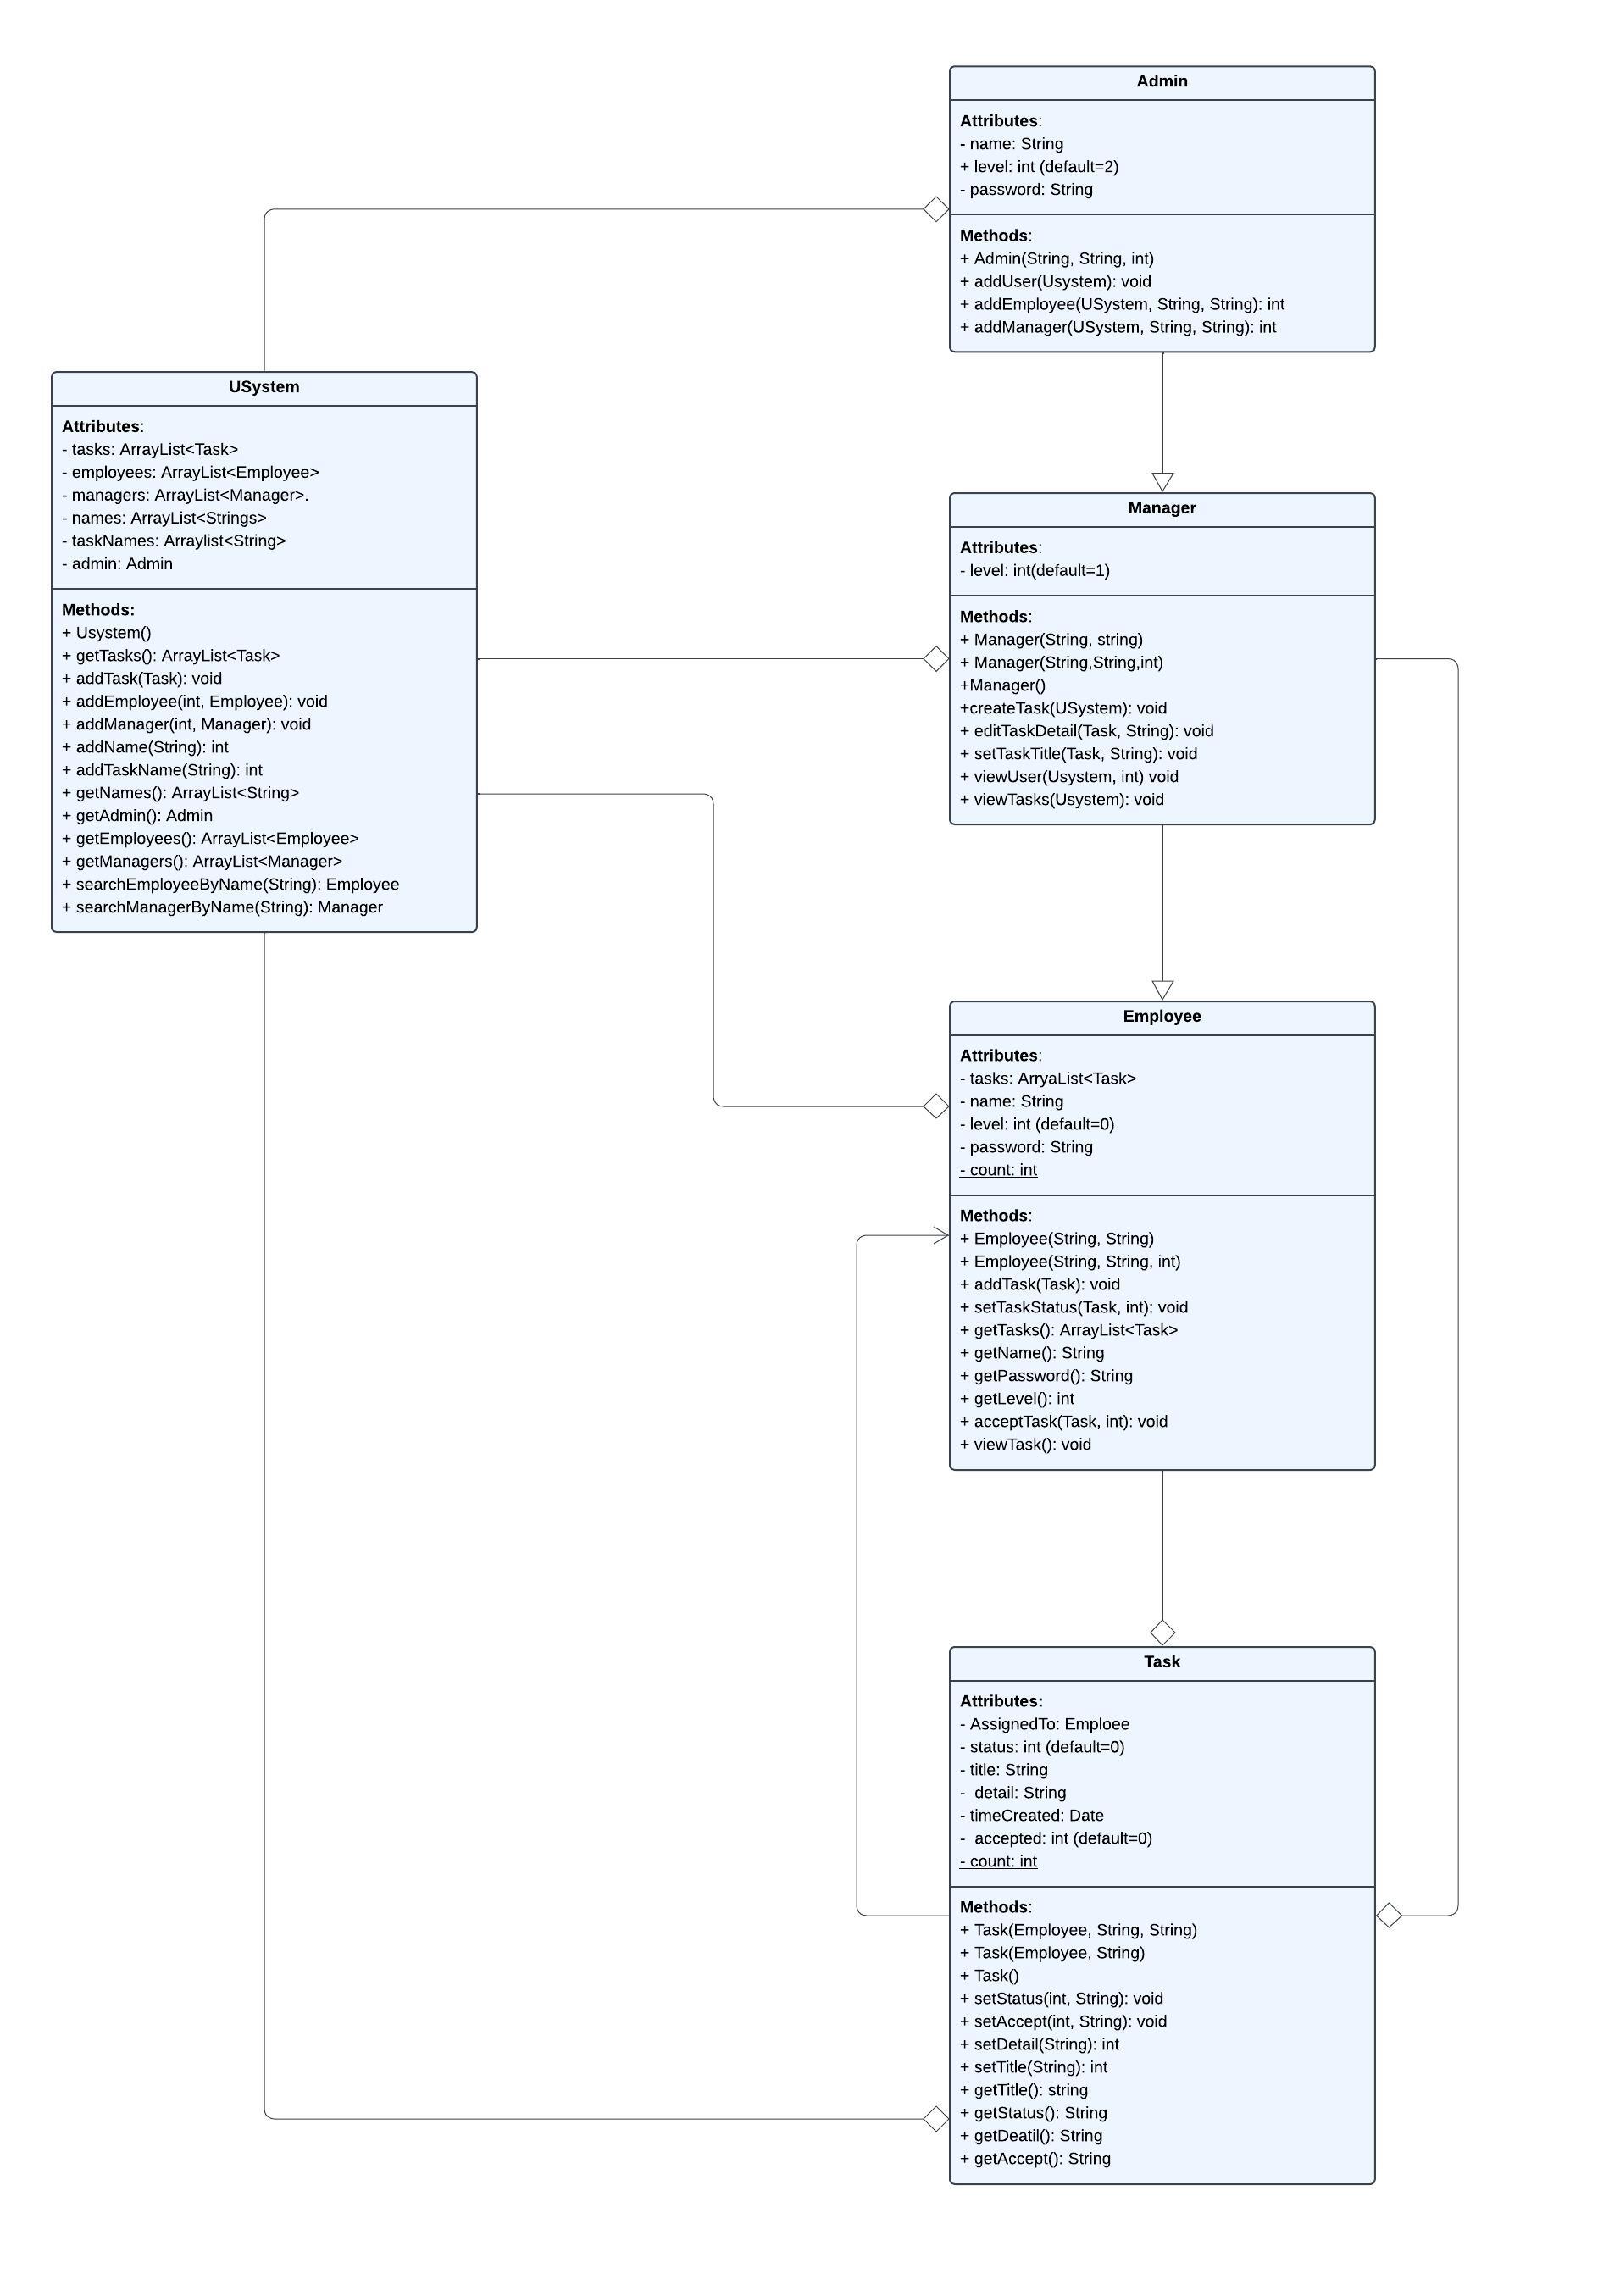 Admin
Attributes:
- name: String
+ level: int (default=2)
- password: String
Methods:
+ Admin(String, String, int)
+ addUser(Usystem): void
+ addEmployee(USystem, String, String): int
+ addManager(USystem, String, String): int
USystem
Attributes:
- tasks: ArrayList<Task>
- employees: ArrayList<Employee>
- managers: ArrayList<Manager>.
- names: ArrayList<Strings>
- taskNames: Arraylist<String>
- admin: Admin
Methods:
+ Usystem()
+ getTasks(): ArrayList<Task>
+ addTask(Task): void
+ addEmployee(int, Employee): void
+ addManager(int, Manager): void
+ addName(String): int
+ addTaskName(String): int
+ getNames(): ArrayList<String>
+ getAdmin(): Admin
+ getEmployees(): ArrayList<Employee>
+ getManagers(): ArrayList<Manager>
+ searchEmployeeByName(String): Employee
+ searchManagerByName(String): Manager
Manager
Attributes:
- level: int(default=1)
Methods:
+ Manager(String, string)
+ Manager(String,String,int)
+Manager()
+createTask(USystem): void
+ editTaskDetail(Task, String): void
+ setTaskTitle(Task, String): void
+ viewUser(Usystem, int) void
+ viewTasks(Usystem): void
Employee
Attributes:
- tasks: ArryaList<Task>
- name: String
- level: int (default=0)
- password: String
- count: int
Methods:
+ Employee(String, String)
+ Employee(String, String, int)
+ addTask(Task): void
+ setTaskStatus(Task, int): void
+ getTasks(): ArrayList<Task>
+ getName(): String
+ getPassword(): String
+ getLevel(): int
+ acceptTask(Task, int): void
+ viewTask(): void
Task
Attributes:
- AssignedTo: Emploee
- status: int (default=0)
- title: String
-  detail: String
- timeCreated: Date
-  accepted: int (default=0)
- count: int
Methods:
+ Task(Employee, String, String)
+ Task(Employee, String)
+ Task()
+ setStatus(int, String): void
+ setAccept(int, String): void
+ setDetail(String): int
+ setTitle(String): int
+ getTitle(): string
+ getStatus(): String
+ getDeatil(): String
+ getAccept(): String